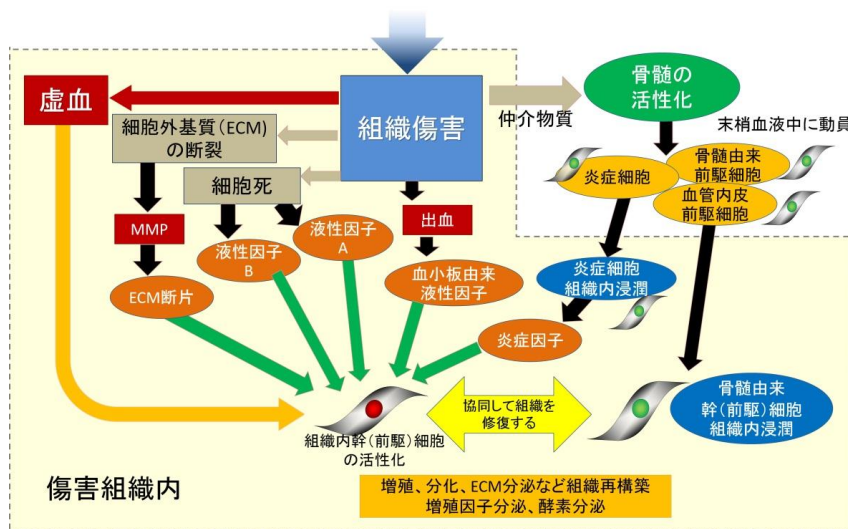 虚血
組織傷害
仲介物質
骨髄の
活性化
末梢血液中に動員
細胞外基質(ECM)
の断裂
細胞死
炎症細胞
骨髄由来
前駆細胞
血管内皮
前駆細胞
MMP
液性因子
B
液性因子
A
出血
ECM断片
血小板由来
液性因子
炎症細胞
組織内浸潤
炎症因子
組織内幹(前駆)細胞
の活性化
協同して組織を
修復する
骨髄由来
幹(前駆)細胞
組織内浸潤
傷害組織内
増殖、分化、ECM分泌など組織再構築
増殖因子分泌、酵素分泌